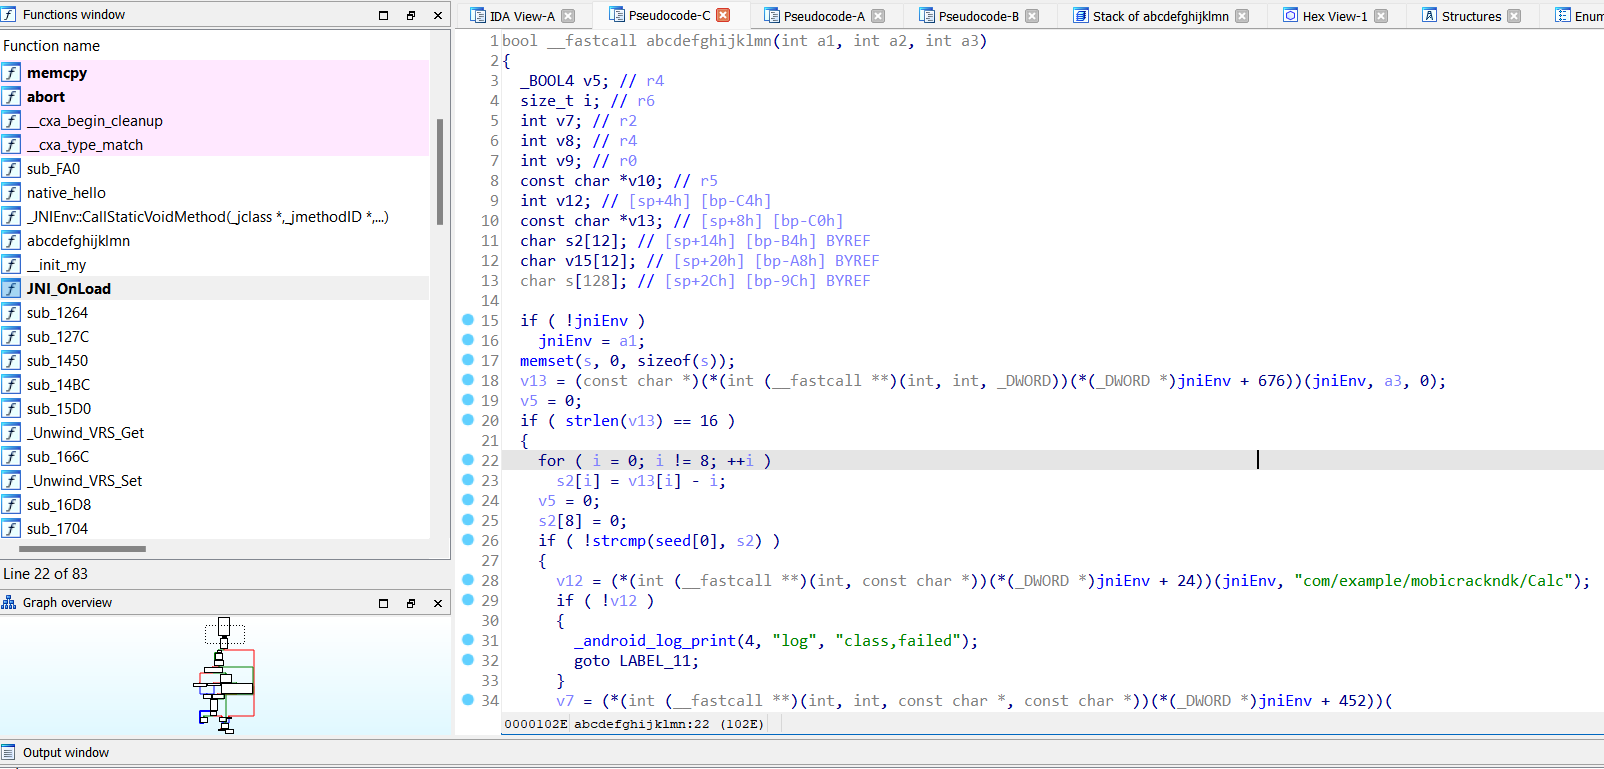 Functions window
IDA View-A
Pseudocode-C
Pseudocode-A
Pseudocode-B
Stack of abcdefghijklmn
Hex View-1
Structures
Enum
Function name
f memcpy
f abort
f __cxa_begin_cleanup
f __cxa_type_match
f sub_FA0
f native_hello
f _JNIEnv::CallStaticVoidMethod(_jclass *,_jmethodID *,...)
f abcdefghijklmn
f __init_my
f JNI_OnLoad
f sub_1264
f sub_127C
f sub_1450
f sub_14BC
f sub_15D0
f _Unwind_VRS_Get
f sub_166C
f _Unwind_VRS_Set
f sub_16D8
f sub_1704
Line 22 of 83
Graph overview
1 bool __fastcall abcdefghijklmn(int a1, int a2, int a3)
2 {
3 _BOOL4 v5; // r4
4 size_t i; // r6
5 int v7; // r2
6 int v8; // r4
7 int v9; // r0
8 const char *v10; // r5
9 int v12; // [sp+4h] [bp-C4h]
10 const char *v13; // [sp+8h] [bp-C0h]
11 char s2[12]; // [sp+14h] [bp-B4h] BYREF
12 char v15[12]; // [sp+20h] [bp-A8h] BYREF
13 char s[128]; // [sp+2Ch] [bp-9Ch] BYREF
14
15 if ( !jniEnv )
16 jniEnv = a1;
17 memset(s, 0, sizeof(s));
18 v13 = (const char *)(*(int (__fastcall **)(int, int, _DWORD))(*(_DWORD *)jniEnv + 676))(jniEnv, a3, 0);
19 v5 = 0;
20 if ( strlen(v13) == 16 )
21 {
22 for ( i = 0; i != 8; ++i )
23 s2[i] = v13[i] - i;
24 v5 = 0;
25 s2[8] = 0;
26 if ( !strcmp(seed[0], s2) )
27 {
28 v12 = (*(int (__fastcall **)(int, const char *))(*(_DWORD *)jniEnv + 24))(jniEnv, "com/example/mobicrackndk/Calc");
29 if ( !v12 )
30 {
31 _android_log_print(4, "log", "class,failed");
32 goto LABEL_11;
33 }
34 v7 = (*(int (__fastcall **)(int, int, const char *, const char *))(*(_DWORD *)jniEnv + 452))(
0000102E abcdefghijklmn:22 (102E)
Output window